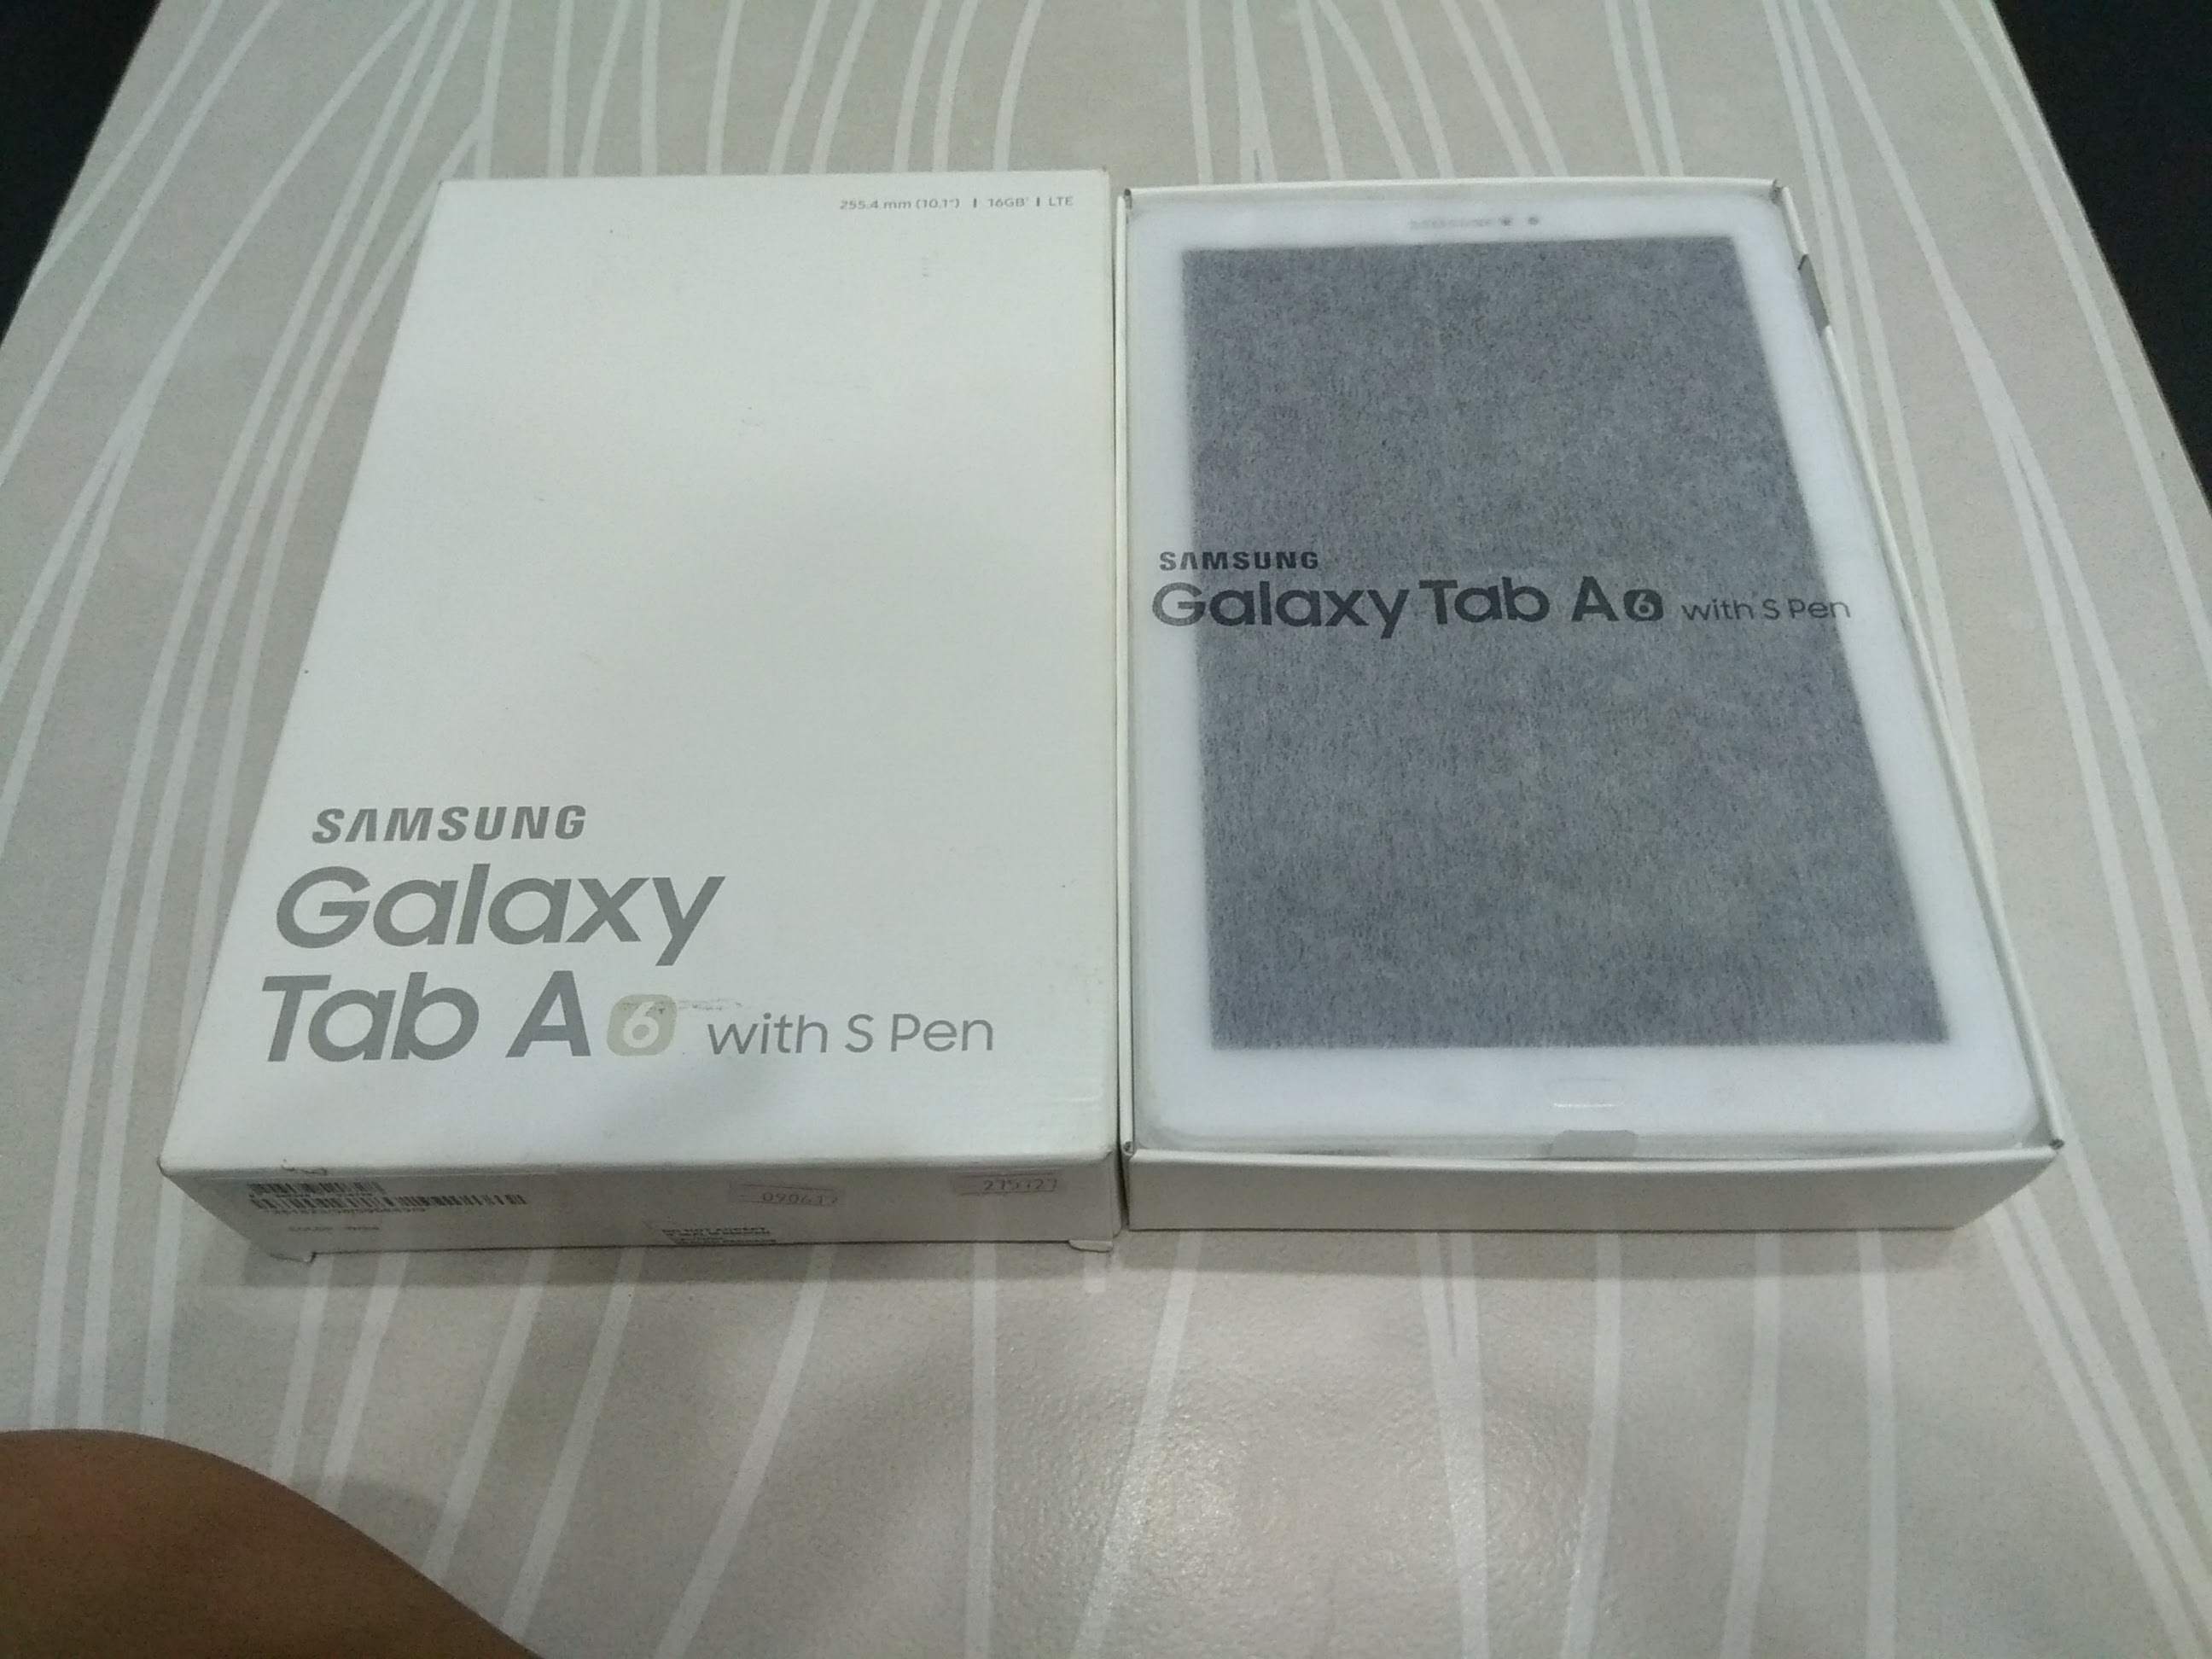 255.4 mm (10.1") | 16GB* | LTE
SAMSUNG
Galaxy
Tab A 6 with S Pen
SAMSUNG
Galaxy Tab A 6 with S Pen